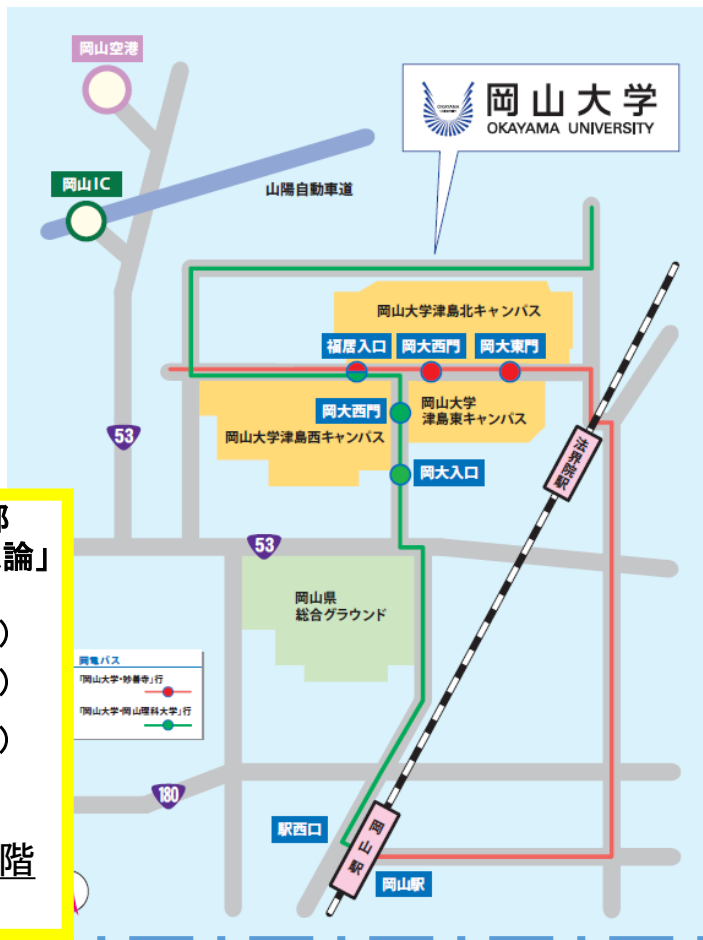 岡山空港
岡山大学
OKAYAMA UNIVERSITY
岡山IC
山陽自動車道
岡山大学津島北キャンパス
福居入口
岡大西門
岡大東門
岡大西門
岡山大学
津島東キャンパス
岡山大学津島西キャンパス
53
法界院駅
岡大入口
部
論」
53
岡山県
総合グラウンド
）
）
）
岡電バス
「岡山大学・妙善寺」行
「岡山大学・岡山理科大学」行
180
駅西口
岡山駅
岡山駅
階